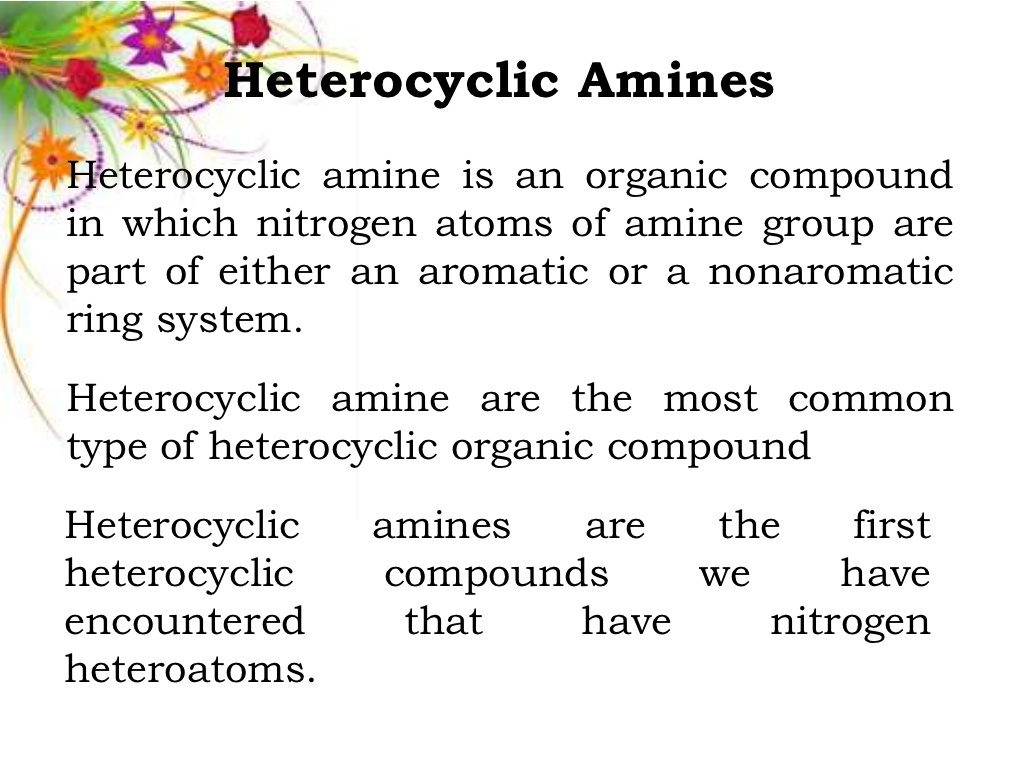 Heterocyclic Amines
Heterocyclic amine is an organic compound
in which nitrogen atoms of amine group are
part of either an aromatic or a nonaromatic
ring system.
Heterocyclic amine are the most common
type of heterocyclic organic compound
Heterocyclic amines are the first
heterocyclic compounds we have
encountered that have nitrogen
heteroatoms.